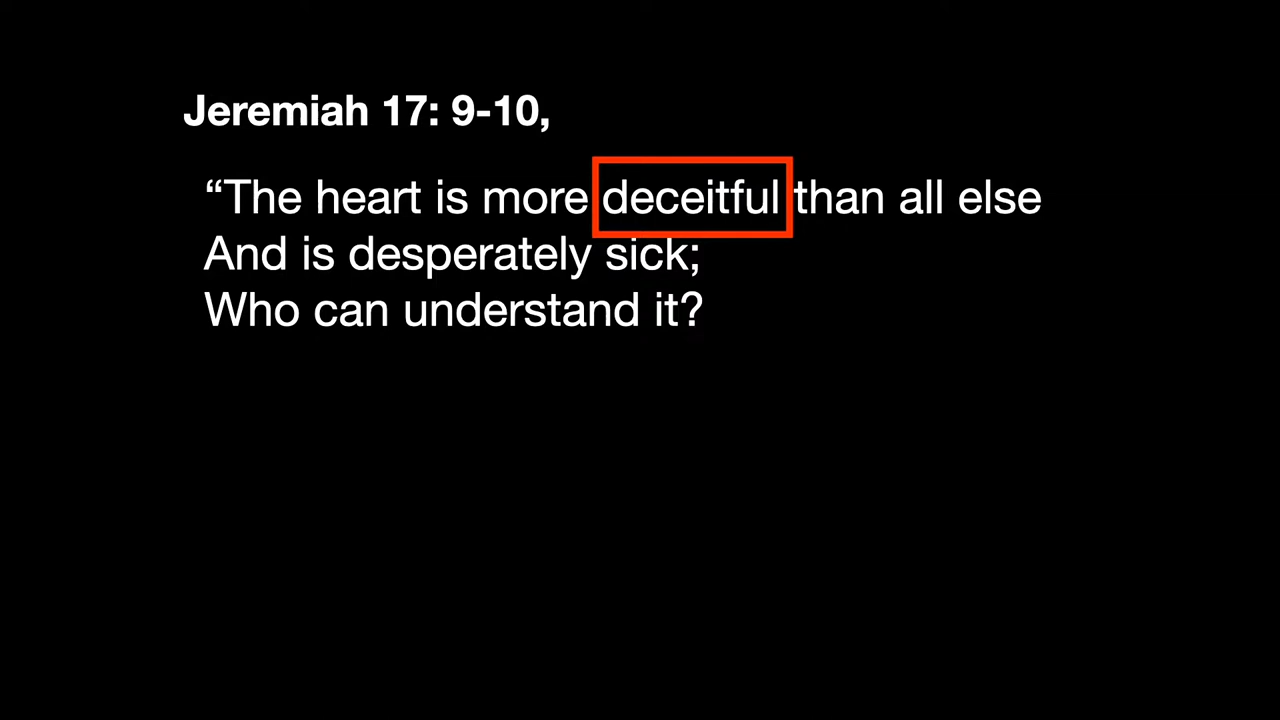 Jeremiah 17: 9-10,
“The heart is more deceitful than all else
And is desperately sick;
Who can understand it?